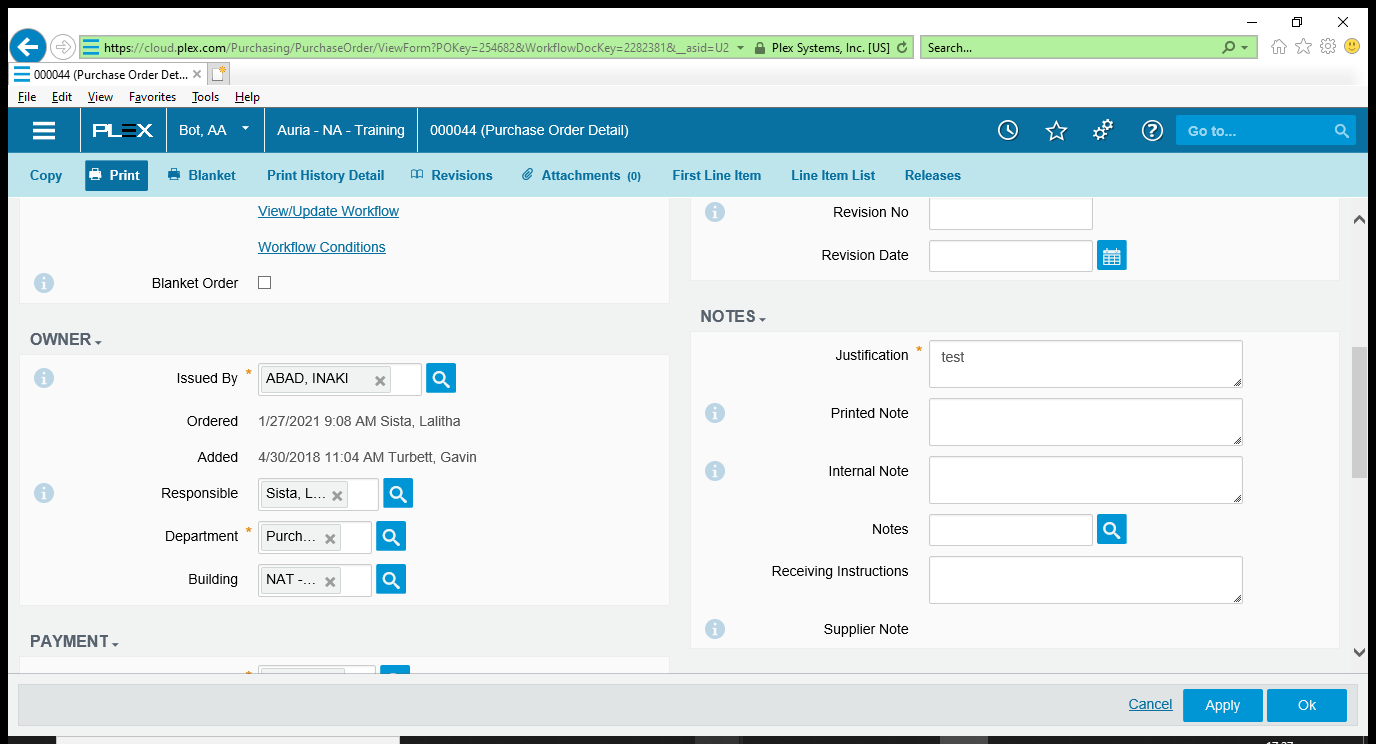 https://cloud.plex.com/Purchasing/PurchaseOrder/ViewForm?POKey=254682&WorkflowDocKey=2282381&__asid=U2
Plex Systems, Inc. [US]
Search...
000044 (Purchase Order Det...
File Edit View Favorites Tools Help
PLEX
Bot, AA
Auria - NA - Training
000044 (Purchase Order Detail)
Go to...
Copy
Print
Blanket
Print History Detail
Revisions
Attachments (0)
First Line Item
Line Item List
Releases
View/Update Workflow
Workflow Conditions
Blanket Order
OWNER
Issued By * ABAD, INAKI
Ordered 1/27/2021 9:08 AM Sista, Lalitha
Added 4/30/2018 11:04 AM Turbett, Gavin
Responsible Sista, L...
Department * Purch...
Building NAT -...
PAYMENT
Revision No
Revision Date
NOTES
Justification * test
Printed Note
Internal Note
Notes
Receiving Instructions
Supplier Note
Cancel
Apply
Ok